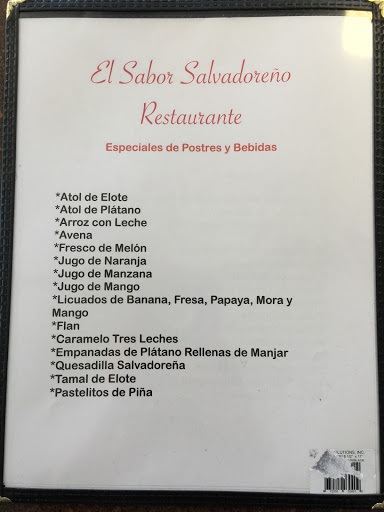 El Sabor Salvadoreño
Restaurante
Especiales de Postres y Bebidas
*Atol de Elote
*Atol de Plátano
*Arroz con Leche
*Avena
*Fresco de Melón
*Jugo de Naranja
*Jugo de Manzana
*Jugo de Mango
*Licuados de Banana, Fresa, Papaya, Mora y
Mango
*Flan
*Caramelo Tres Leches
*Empanadas de Plátano Rellenas de Manjar
*Quesadilla Salvadoreña
*Tamal de Elote
*Pastelitos de Piña